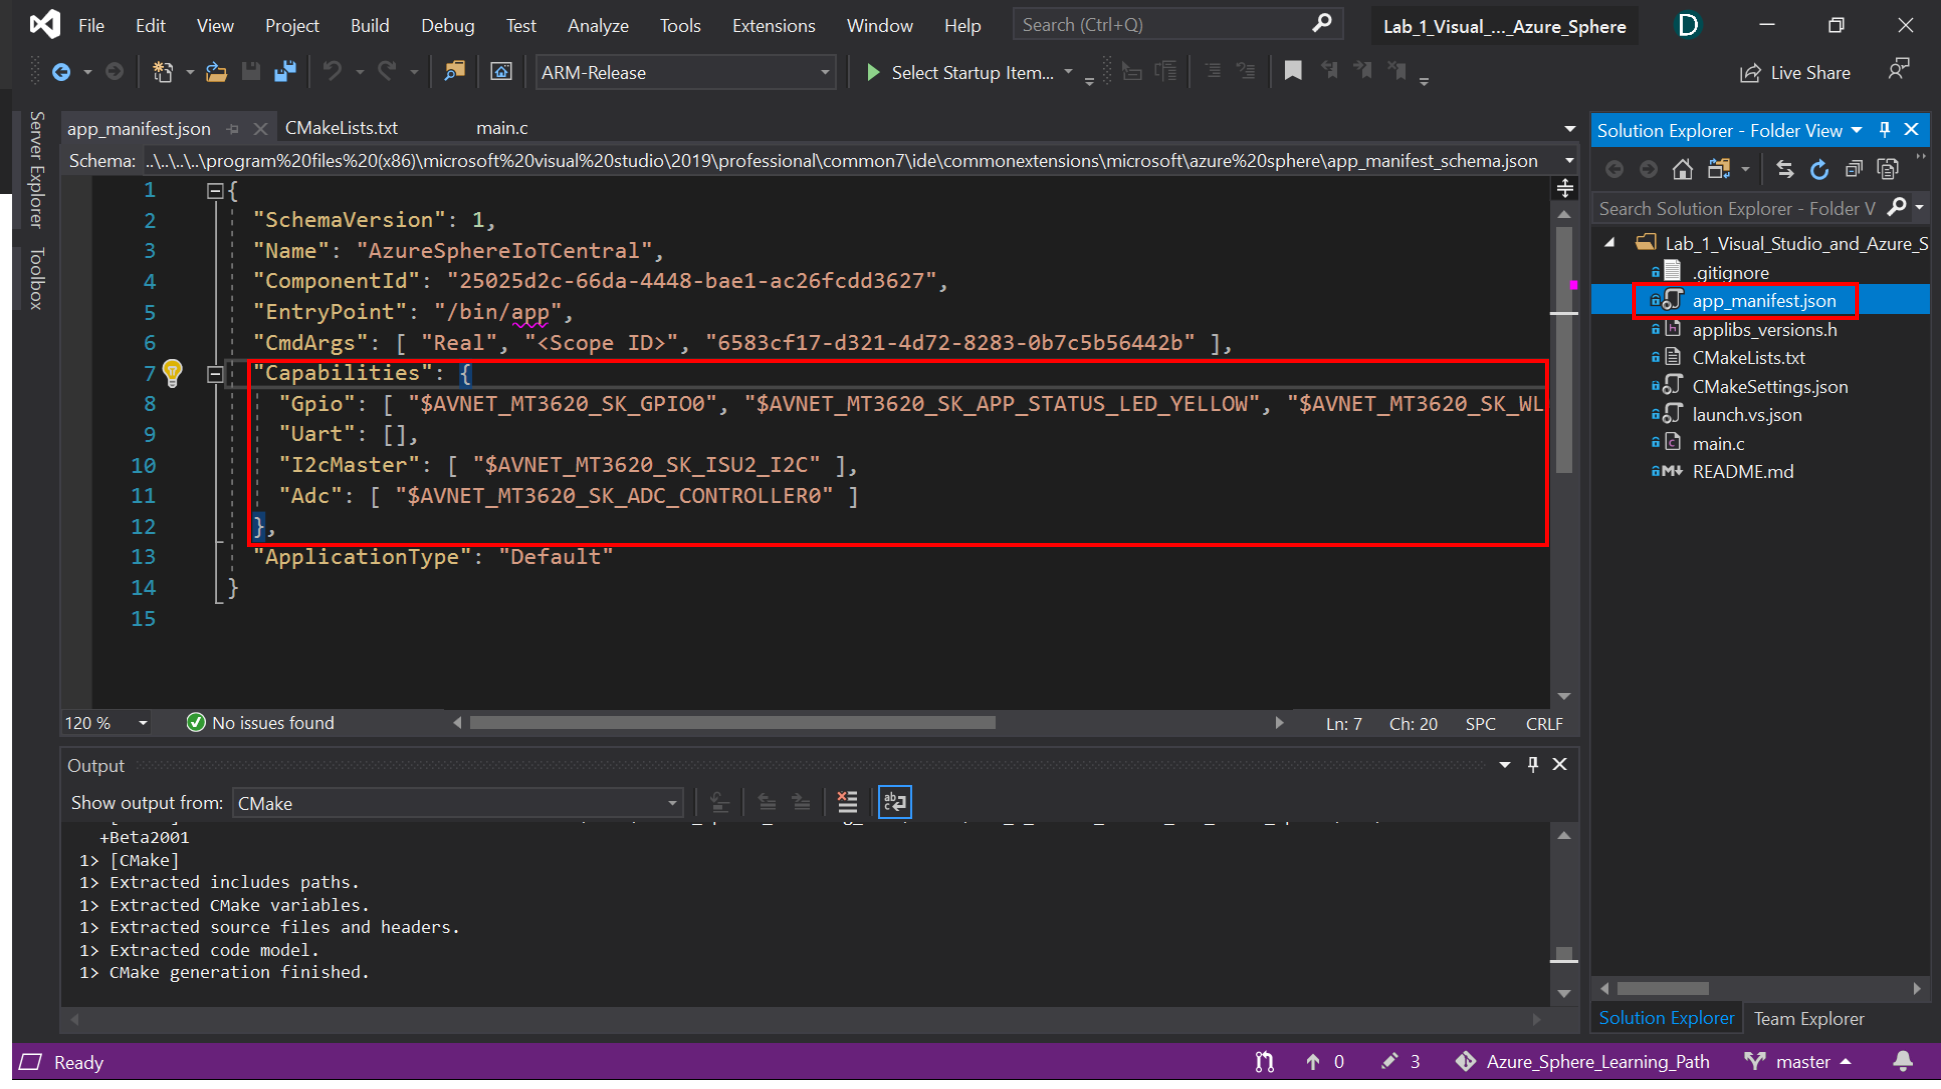 File Edit View Project Build Debug Test Analyze Tools Extensions Window Help Search (Ctrl+Q) Lab_1_Visual_..._Azure_Sphere D
ARM-Release Select Startup Item... Live Share
Server Explorer
Toolbox
app_manifest.json CMakeLists.txt main.c
Schema: ..\..\..\..\program%20files%20(x86)\microsoft%20visual%20studio\2019\professional\common7\ide\commonextensions\microsoft\azure%20sphere\app_manifest_schema.json
1 {
2 "SchemaVersion": 1,
3 "Name": "AzureSphereIoTCentral",
4 "ComponentId": "25025d2c-66da-4448-bae1-ac26fcdd3627",
5 "EntryPoint": "/bin/app",
6 "CmdArgs": [ "Real", "<Scope ID>", "6583cf17-d321-4d72-8283-0b7c5b56442b" ],
7 "Capabilities": {
8 "Gpio": [ "$AVNET_MT3620_SK_GPIO0", "$AVNET_MT3620_SK_APP_STATUS_LED_YELLOW", "$AVNET_MT3620_SK_WL
9 "Uart": [],
10 "I2cMaster": [ "$AVNET_MT3620_SK_ISU2_I2C" ],
11 "Adc": [ "$AVNET_MT3620_SK_ADC_CONTROLLER0" ]
12 },
13 "ApplicationType": "Default"
14 }
15
120 % No issues found Ln: 7 Ch: 20 SPC CRLF
Output
Show output from: CMake
+Beta2001
1> [CMake]
1> Extracted includes paths.
1> Extracted CMake variables.
1> Extracted source files and headers.
1> Extracted code model.
1> CMake generation finished.
Solution Explorer - Folder View
Search Solution Explorer - Folder V
Lab_1_Visual_Studio_and_Azure_S
.gitignore
app_manifest.json
applibs_versions.h
CMakeLists.txt
CMakeSettings.json
launch.vs.json
main.c
README.md
Solution Explorer Team Explorer
Ready 0 3 Azure_Sphere_Learning_Path master